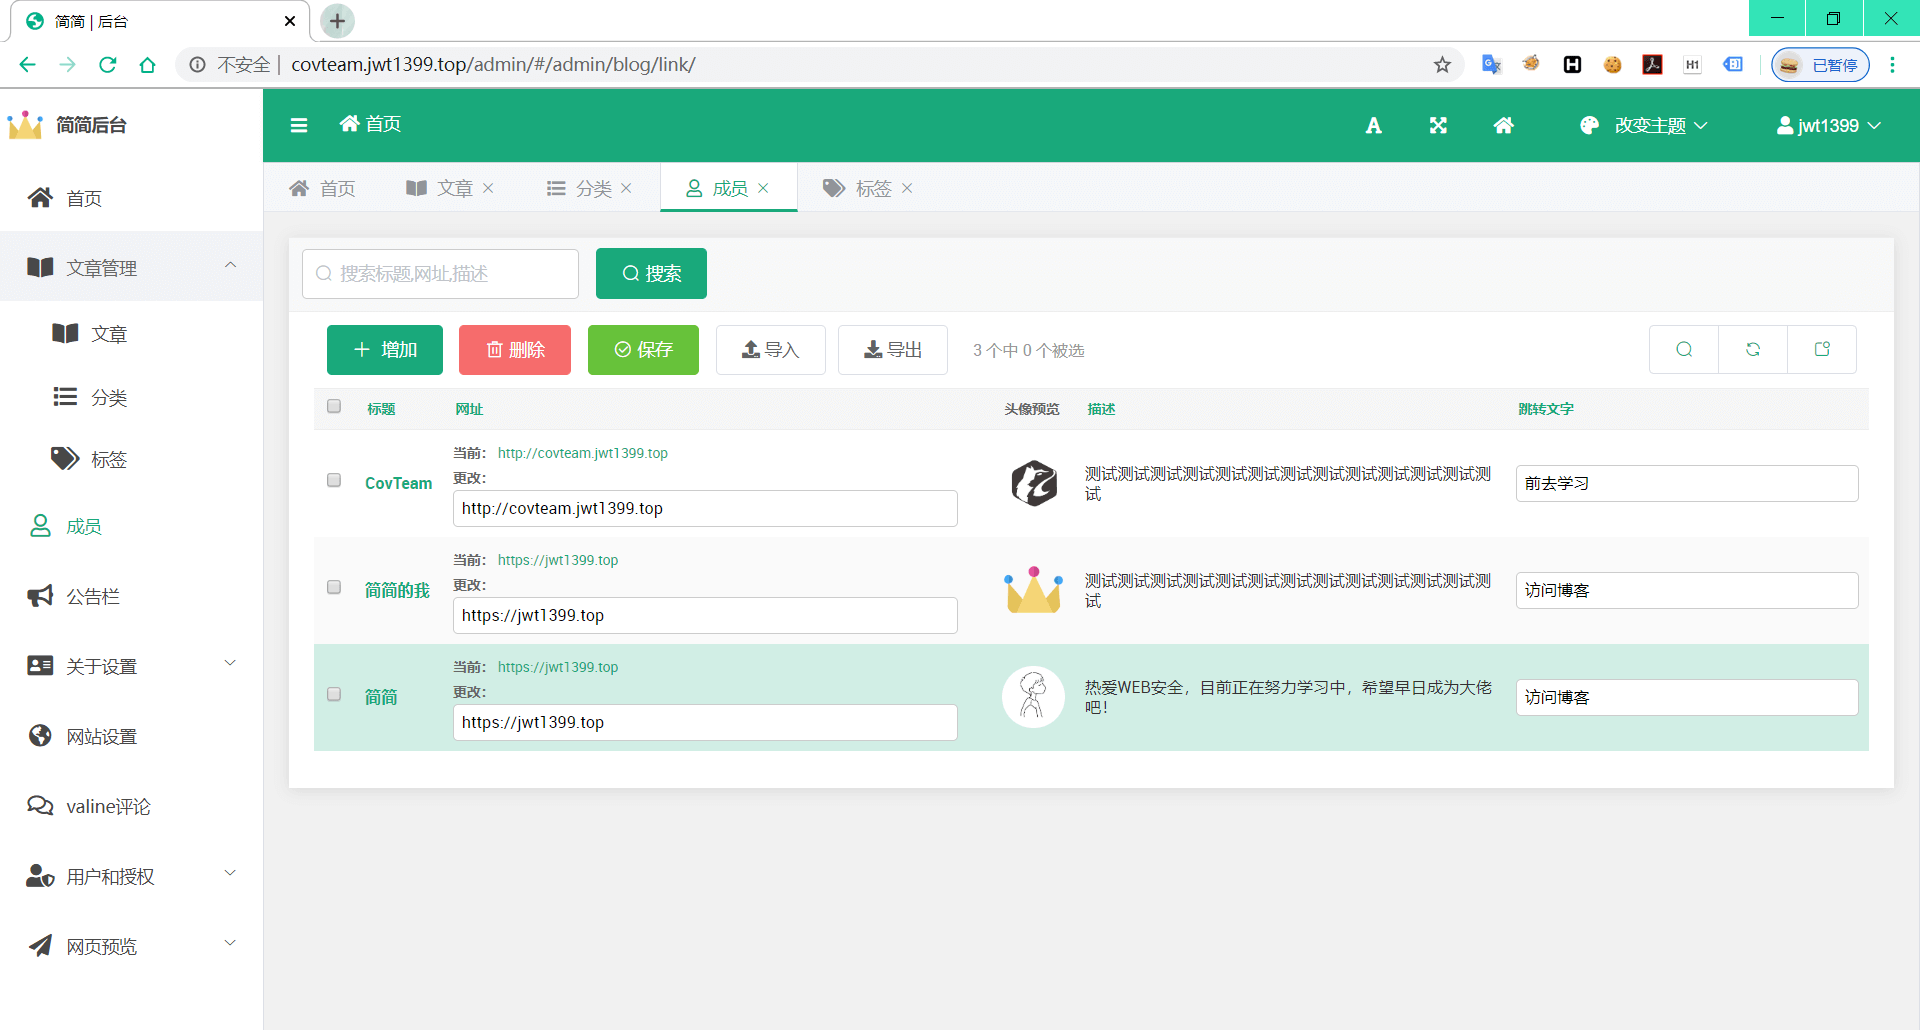 简简 | 后台
不安全 | covteam.jwt1399.top/admin/#/admin/blog/link/
H
H1
已暂停
简简后台
首页
A
改变主题
jwt1399
首页
文章
分类
成员
标签
首页
文章管理
文章
分类
标签
成员
公告栏
关于设置
网站设置
valine评论
用户和授权
网页预览
搜索标题,网址,描述
搜索
增加
删除
保存
导入
导出
3 个中 0 个被选
标题
网址
头像预览
描述
跳转文字
CovTeam
当前: http://covteam.jwt1399.top
更改:
http://covteam.jwt1399.top
测试测试测试测试测试测试测试测试测试测试测试测试测
试
前去学习
简简的我
当前: https://jwt1399.top
更改:
https://jwt1399.top
测试测试测试测试测试测试测试测试测试测试测试测试测
试
访问博客
简简
当前: https://jwt1399.top
更改:
https://jwt1399.top
热爱WEB安全，目前正在努力学习中，希望早日成为大佬
吧！
访问博客